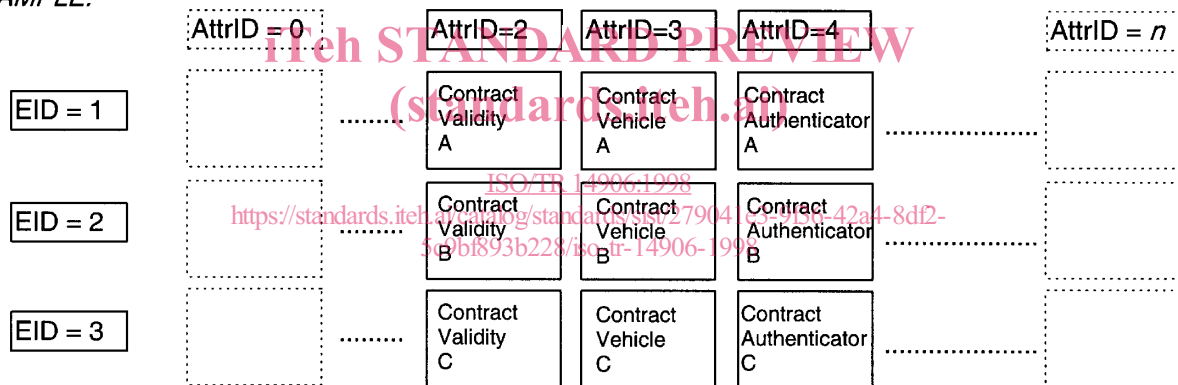 AttrID = 0 AttrID=2 AttrID=3 AttrID=4 AttrID = n
iTeh STANDARD PREVIEW
(standards.iteh.ai)
EID = 1
Contract Validity A
Contract Vehicle A
Contract Authenticator A
ISO/TR 14906:1998
https://standards.iteh.ai/catalog/standards/sist/279041e3-9f36-42a4-8df2-
5c9bf893b228/iso-tr-14906-1998
EID = 2
Contract Validity B
Contract Vehicle B
Contract Authenticator B
EID = 3
Contract Validity C
Contract Vehicle C
Contract Authenticator C